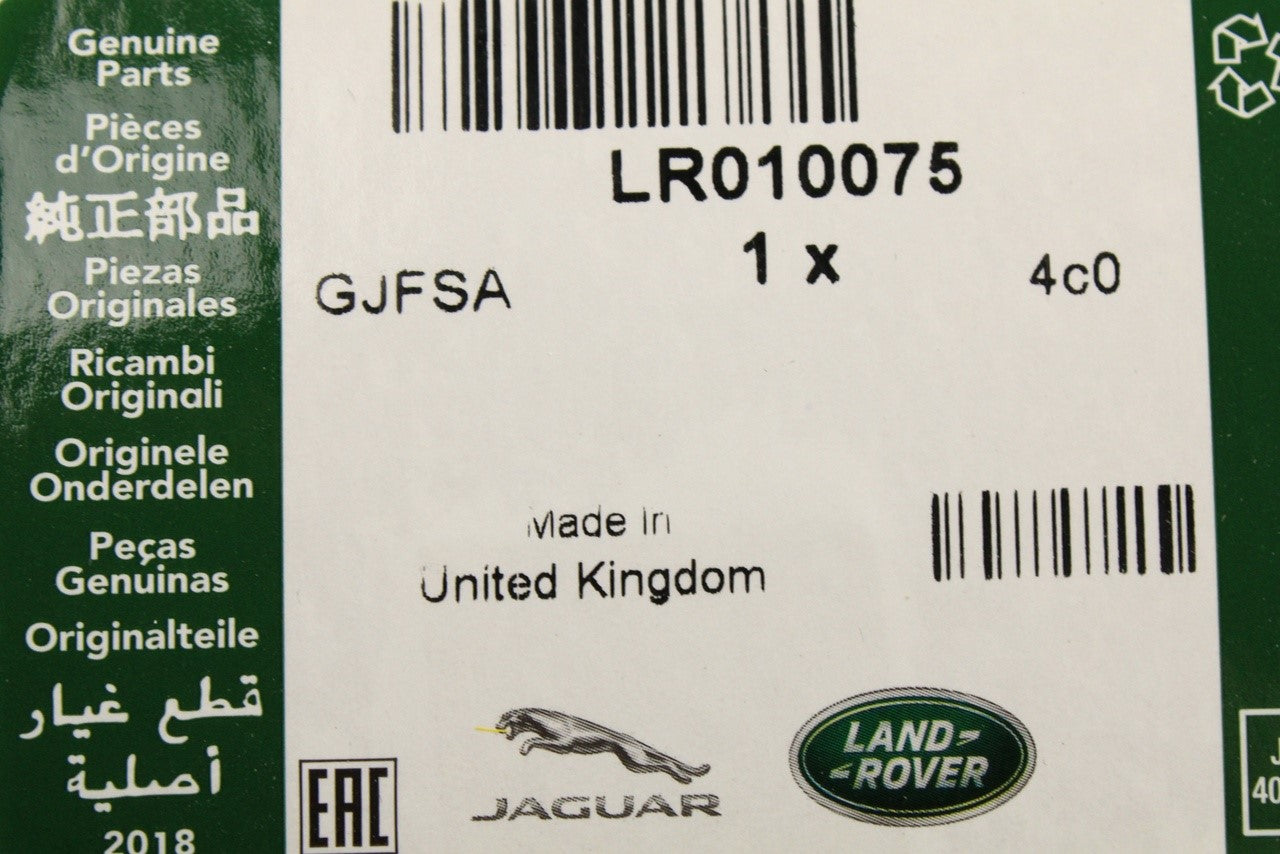 Genuine
Parts
Pièces
d'Origine
純正部品
Piezas
Originales
Ricambi
Originali
Originele
Onderdelen
Peças
Genuinas
Originalteile
قطع غيار
أصلية
2018
LR010075
1 x
GJFSA
4c0
Made In
United Kingdom
EAC
JAGUAR
LAND-
-ROVER
J
40